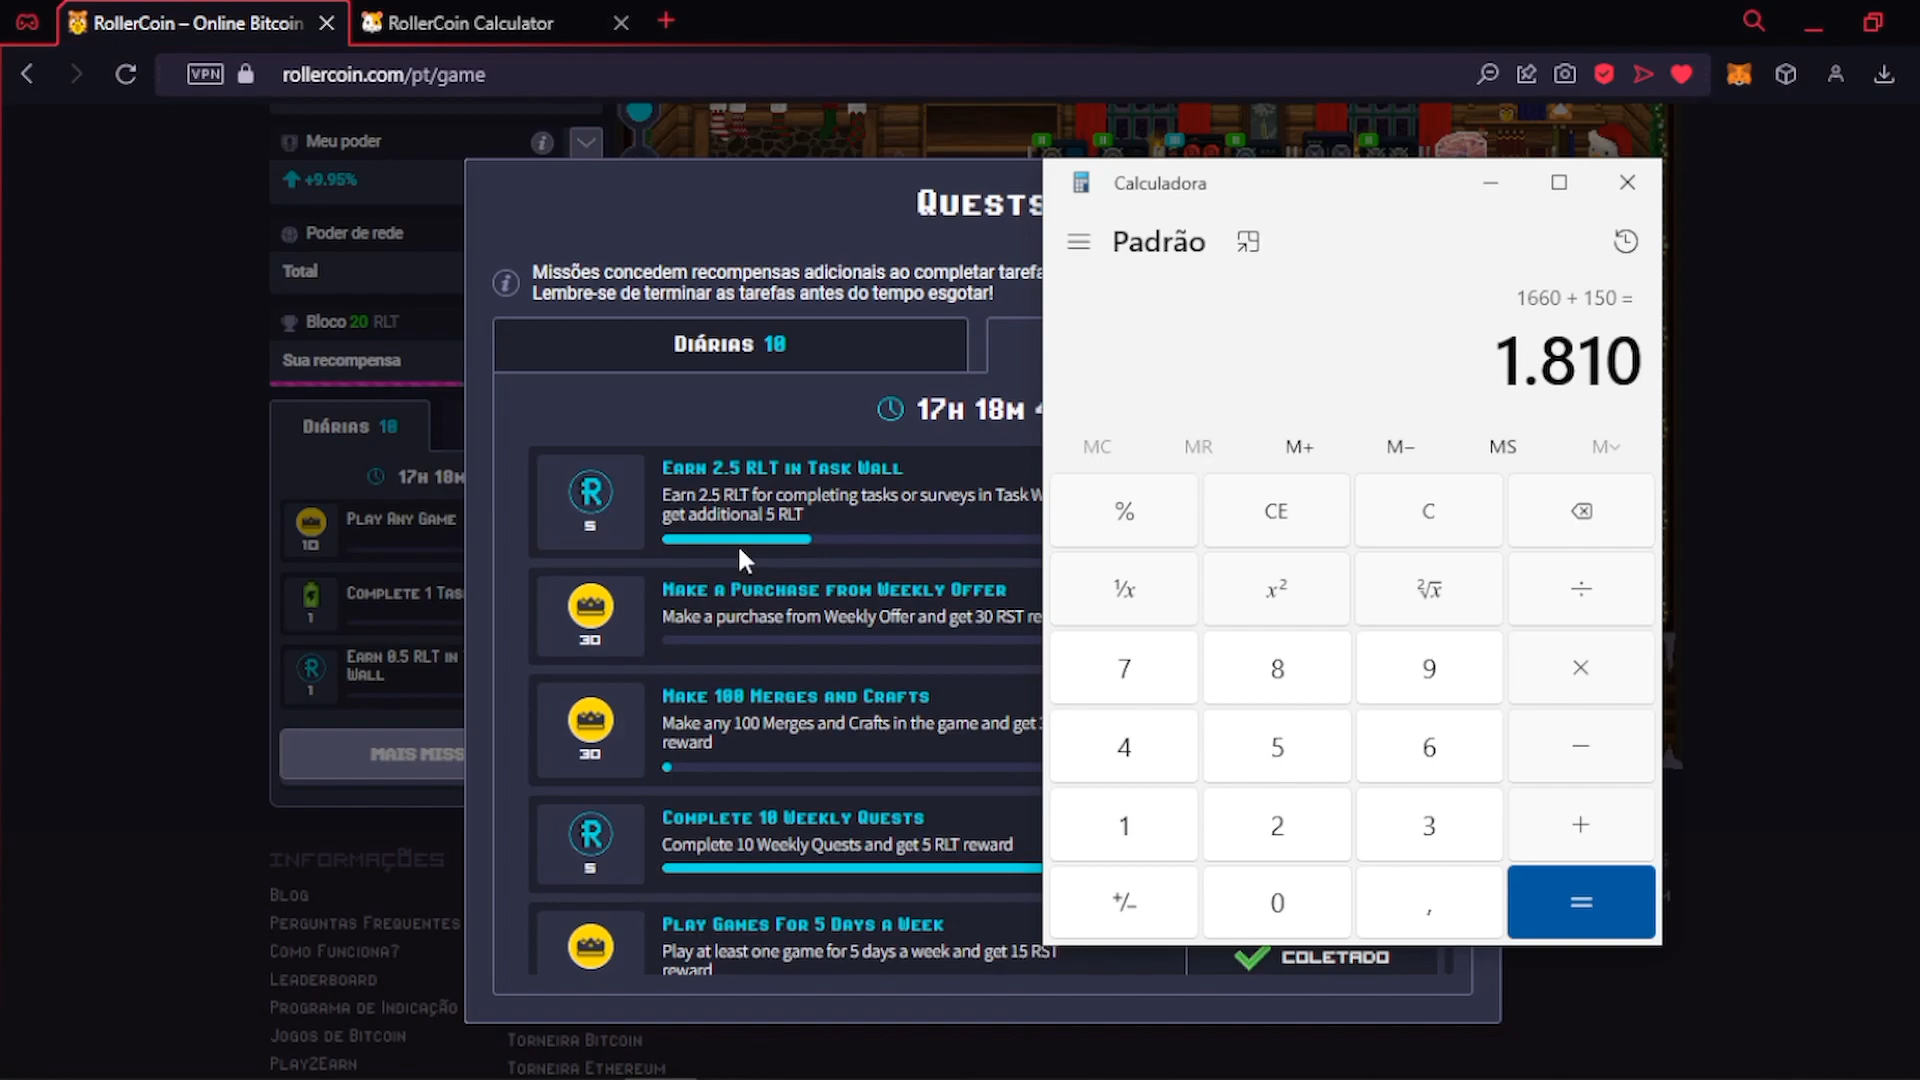 RollerCoin – Online Bitcoin
RollerCoin Calculator
VPN
rollercoin.com/pt/game
Meu poder
+9.95%
Poder de rede
Total
Bloco 20 RLT
Sua recompensa
Diárias 10
17h 18m
Play Any Game
10
Complete 1 Tas
1
Earn 0.5 RLT in
Wall
1
Mais miss
Informações
Blog
Perguntas Frequentes
Como Funciona?
Leaderboard
Programa de Indicação
Jogos de Bitcoin
Play2Earn
Torneira Bitcoin
Torneira Ethereum
Quests
Missões concedem recompensas adicionais ao completar tarefa
Lembre-se de terminar as tarefas antes do tempo esgotar!
Diárias 10
17h 18m
Earn 2.5 RLT in Task Wall
Earn 2.5 RLT for completing tasks or surveys in Task W
get additional 5 RLT
5
Make a Purchase from Weekly Offer
Make a purchase from Weekly Offer and get 30 RST re
30
Make 100 Merges and Crafts
Make any 100 Merges and Crafts in the game and get
reward
30
Complete 10 Weekly Quests
Complete 10 Weekly Quests and get 5 RLT reward
5
Play Games For 5 Days a Week
Play at least one game for 5 days a week and get 15 RST
reward
Coletado
Calculadora
Padrão
1660 + 150 =
1.810
MC MR M+ M− MS M
% CE C
¹/x x² ²√x ÷
7 8 9 ×
4 5 6 −
1 2 3 +
+/− 0 , =